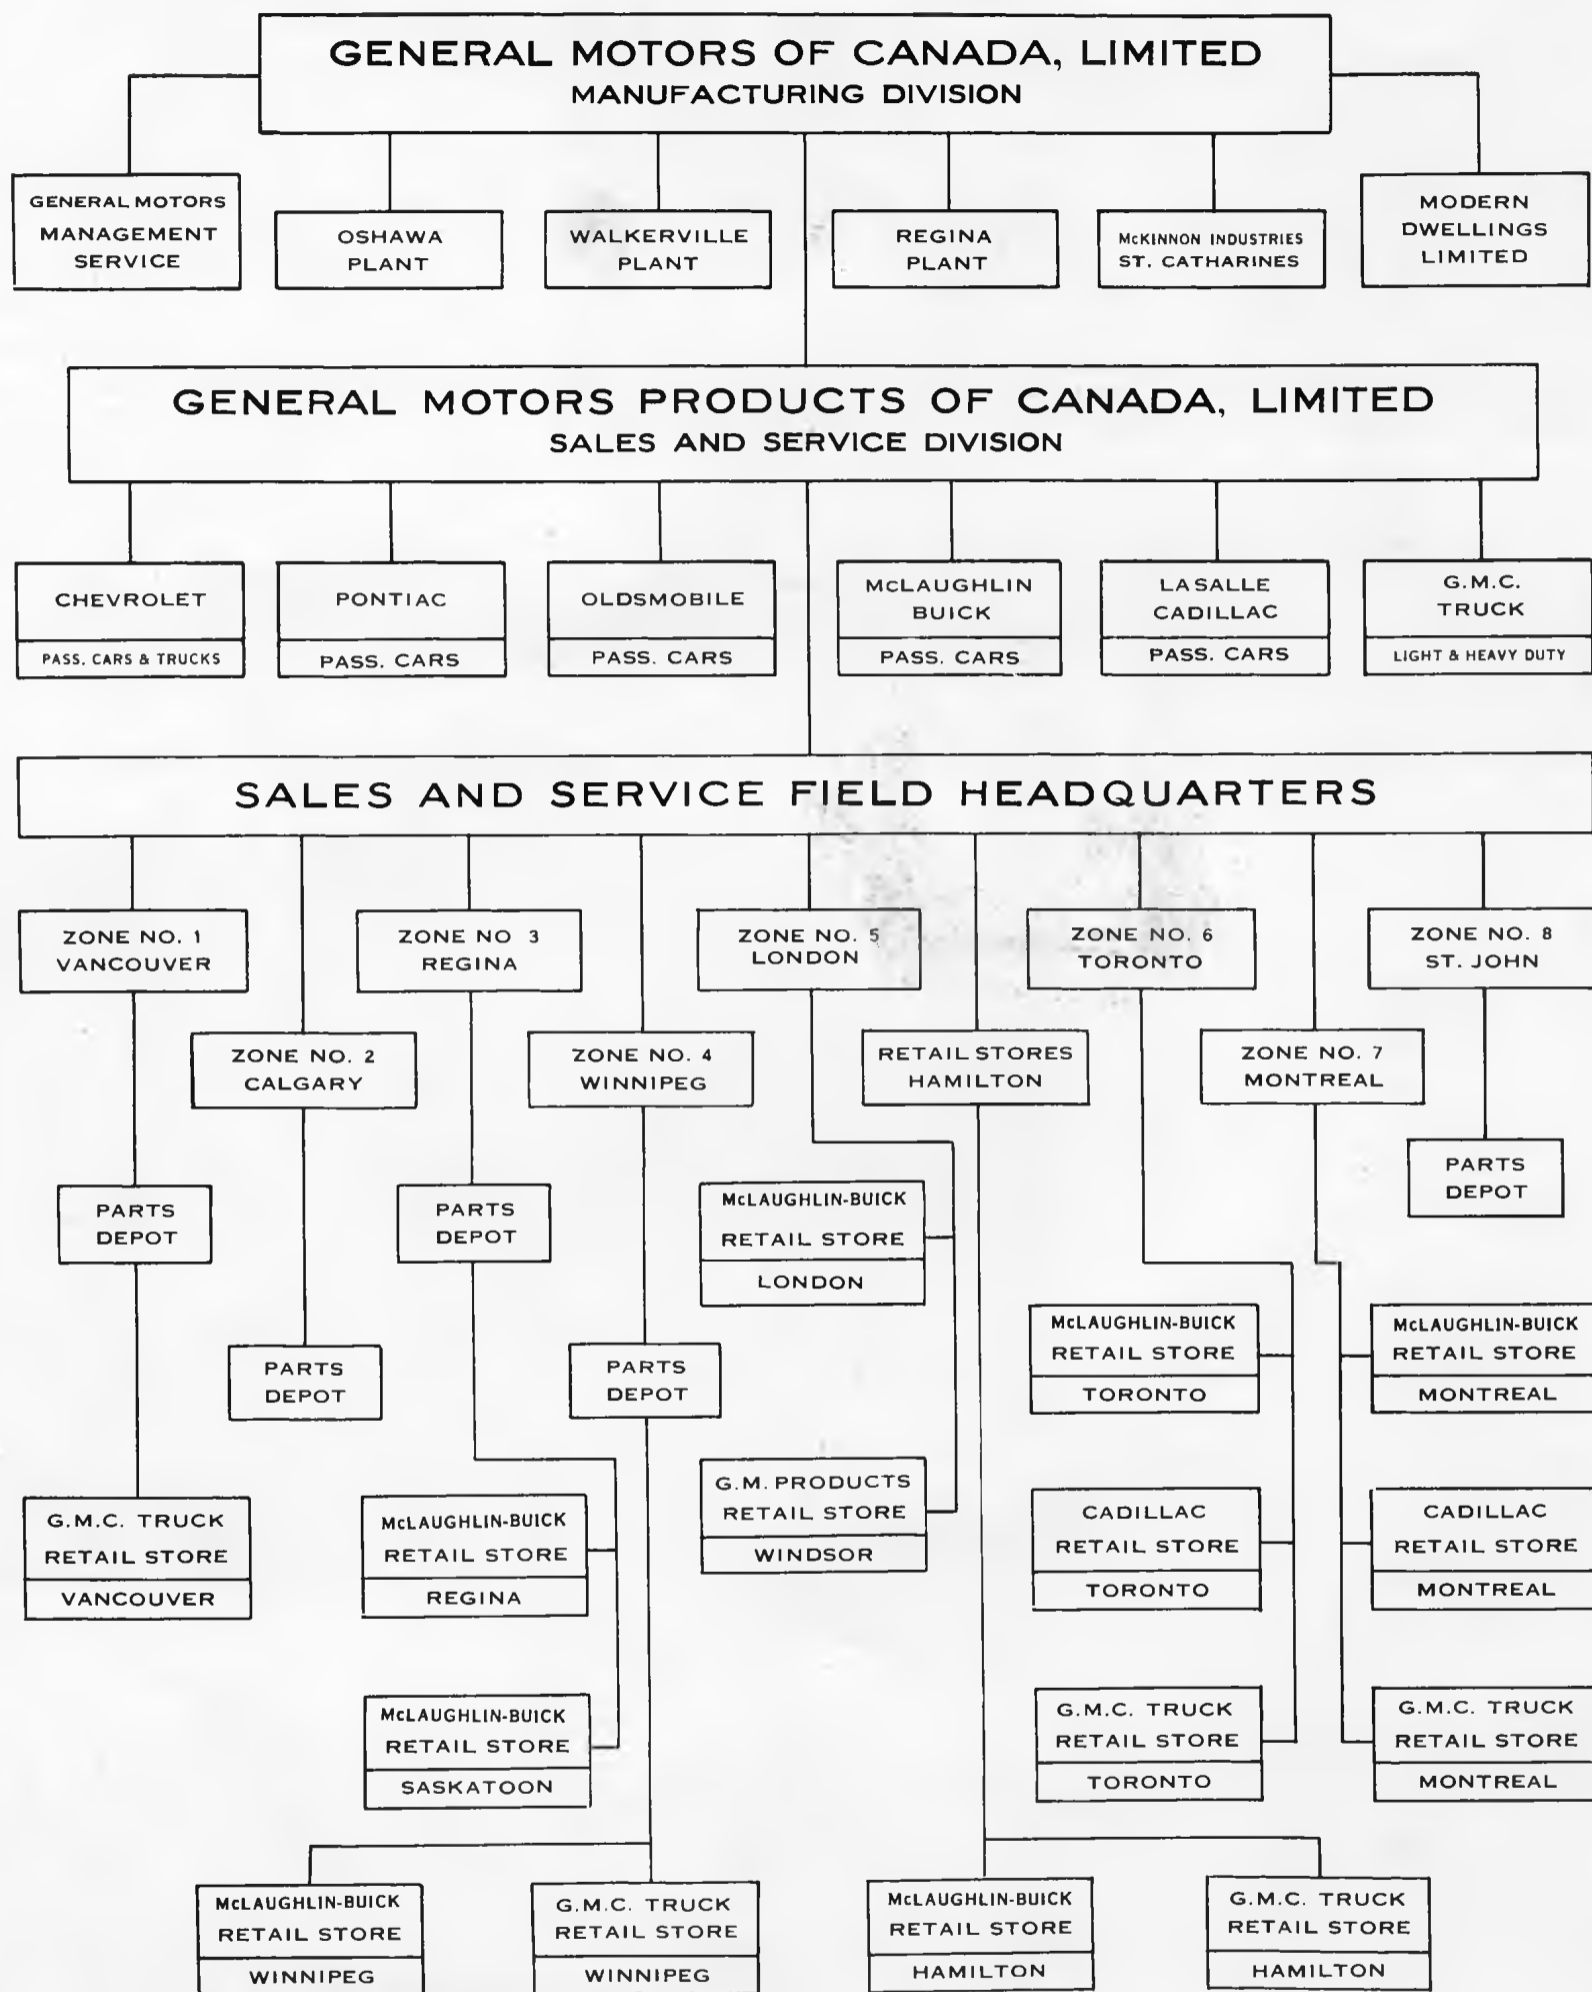 GENERAL MOTORS OF CANADA, LIMITED
MANUFACTURING DIVISION
GENERAL MOTORS
MANAGEMENT
SERVICE
OSHAWA
PLANT
WALKERVILLE
PLANT
REGINA
PLANT
McKINNON INDUSTRIES
ST. CATHARINES
MODERN
DWELLINGS
LIMITED
GENERAL MOTORS PRODUCTS OF CANADA, LIMITED
SALES AND SERVICE DIVISION
CHEVROLET
PASS. CARS & TRUCKS
PONTIAC
PASS. CARS
OLDSMOBILE
PASS. CARS
McLAUGHLIN
BUICK
PASS. CARS
LASALLE
CADILLAC
PASS. CARS
G.M.C.
TRUCK
LIGHT & HEAVY DUTY
SALES AND SERVICE FIELD HEADQUARTERS
ZONE NO. 1
VANCOUVER
ZONE NO 3
REGINA
ZONE NO. 5
LONDON
ZONE NO. 6
TORONTO
ZONE NO. 8
ST. JOHN
ZONE NO. 2
CALGARY
ZONE NO. 4
WINNIPEG
RETAIL STORES
HAMILTON
ZONE NO. 7
MONTREAL
PARTS
DEPOT
PARTS
DEPOT
McLAUGHLIN-BUICK
RETAIL STORE
LONDON
PARTS
DEPOT
PARTS
DEPOT
PARTS
DEPOT
McLAUGHLIN-BUICK
RETAIL STORE
TORONTO
McLAUGHLIN-BUICK
RETAIL STORE
MONTREAL
G.M.C. TRUCK
RETAIL STORE
VANCOUVER
McLAUGHLIN-BUICK
RETAIL STORE
REGINA
G.M. PRODUCTS
RETAIL STORE
WINDSOR
CADILLAC
RETAIL STORE
TORONTO
CADILLAC
RETAIL STORE
MONTREAL
McLAUGHLIN-BUICK
RETAIL STORE
SASKATOON
G.M.C. TRUCK
RETAIL STORE
TORONTO
G.M.C. TRUCK
RETAIL STORE
MONTREAL
McLAUGHLIN-BUICK
RETAIL STORE
WINNIPEG
G.M.C. TRUCK
RETAIL STORE
WINNIPEG
McLAUGHLIN-BUICK
RETAIL STORE
HAMILTON
G.M.C. TRUCK
RETAIL STORE
HAMILTON